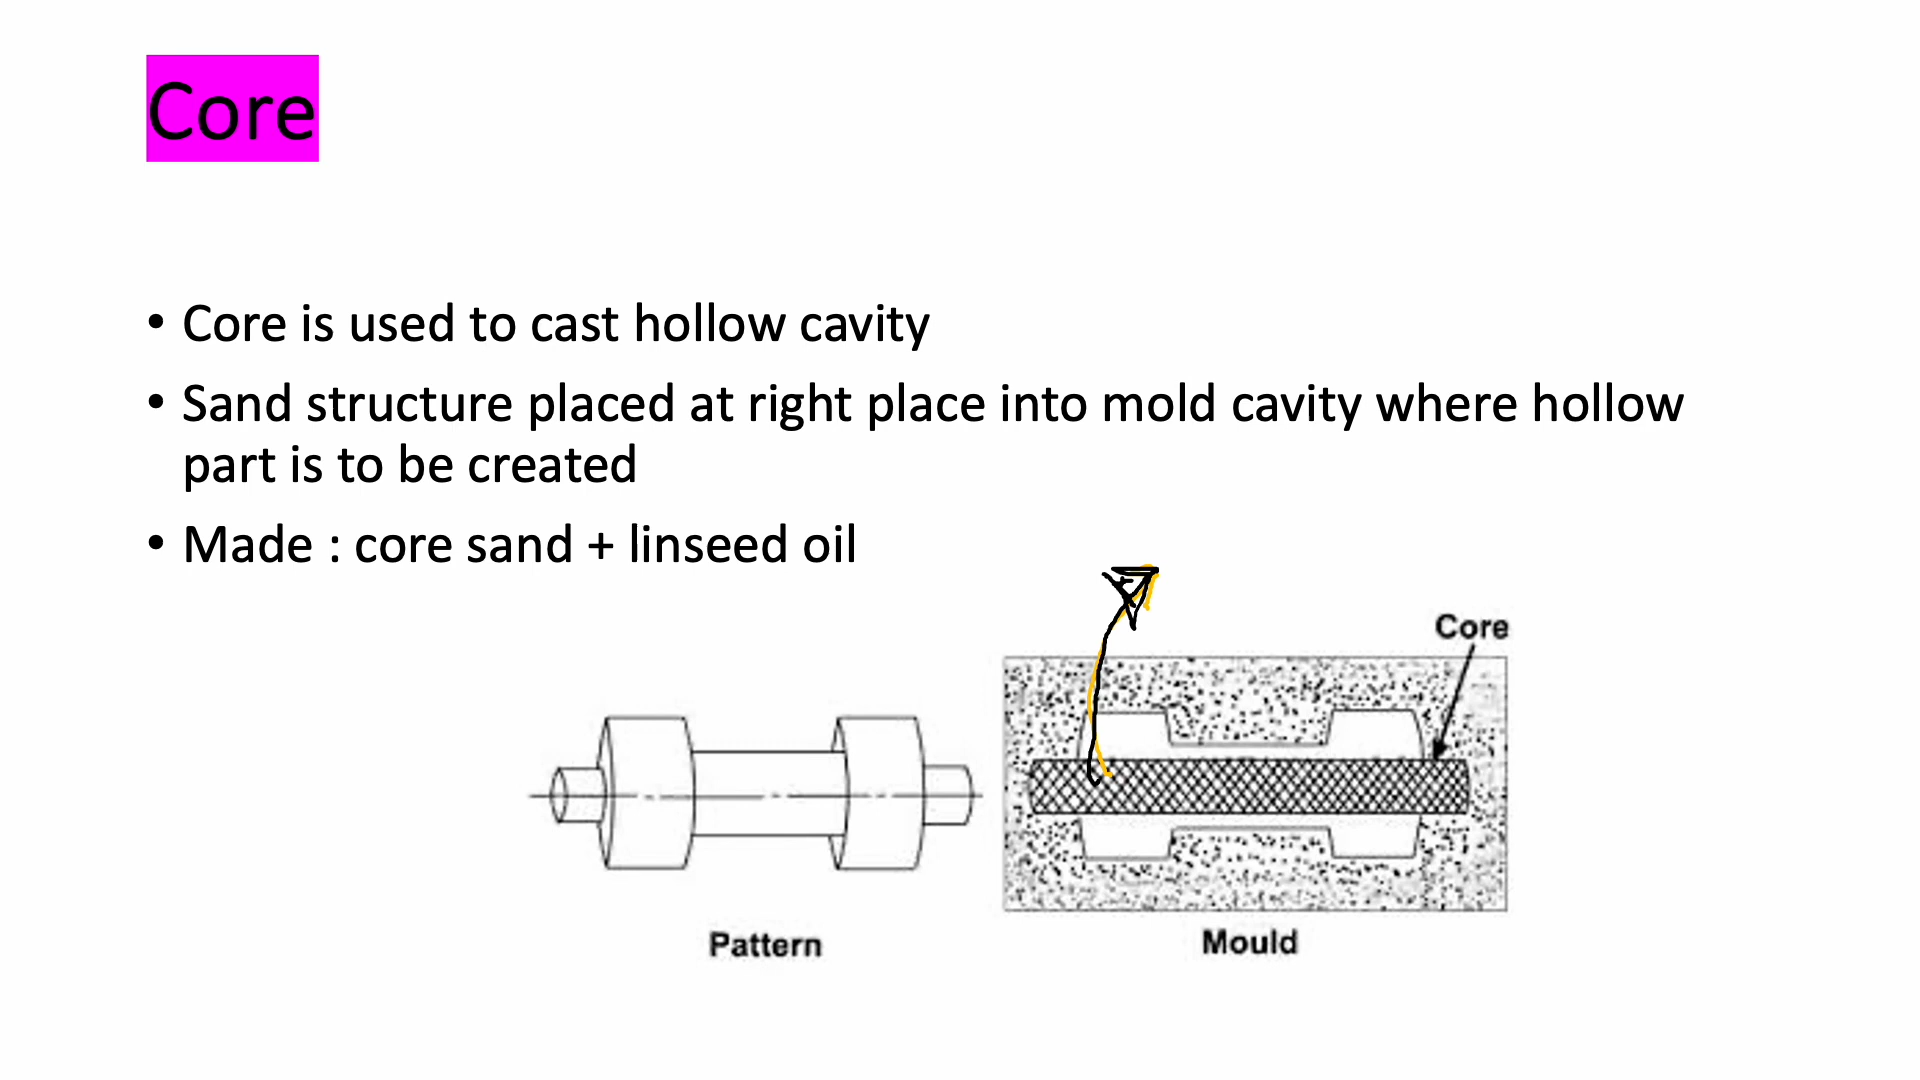 Core
• Core is used to cast hollow cavity
• Sand structure placed at right place into mold cavity where hollow
part is to be created
• Made : core sand + linseed oil
Core
Pattern
Mould